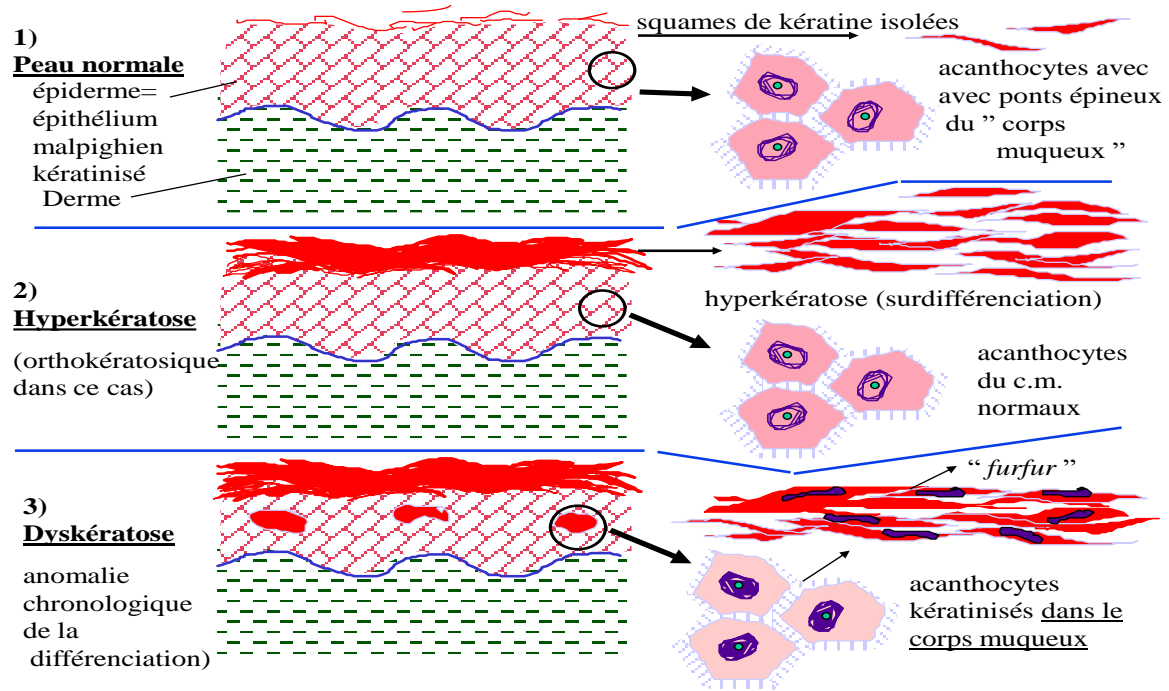 1)
Peau normale
épiderme=
épithélium
malpighien
kératinisé
Derme
squames de kératine isolées
acanthocytes avec
avec ponts épineux
du ” corps
muqueux ”
2)
Hyperkératose
(orthokératosique
dans ce cas)
hyperkératose (surdifférenciation)
acanthocytes
du c.m.
normaux
3)
Dyskératose
anomalie
chronologique
de la
différenciation)
“ furfur ”
acanthocytes
kératinisés dans le
corps muqueux